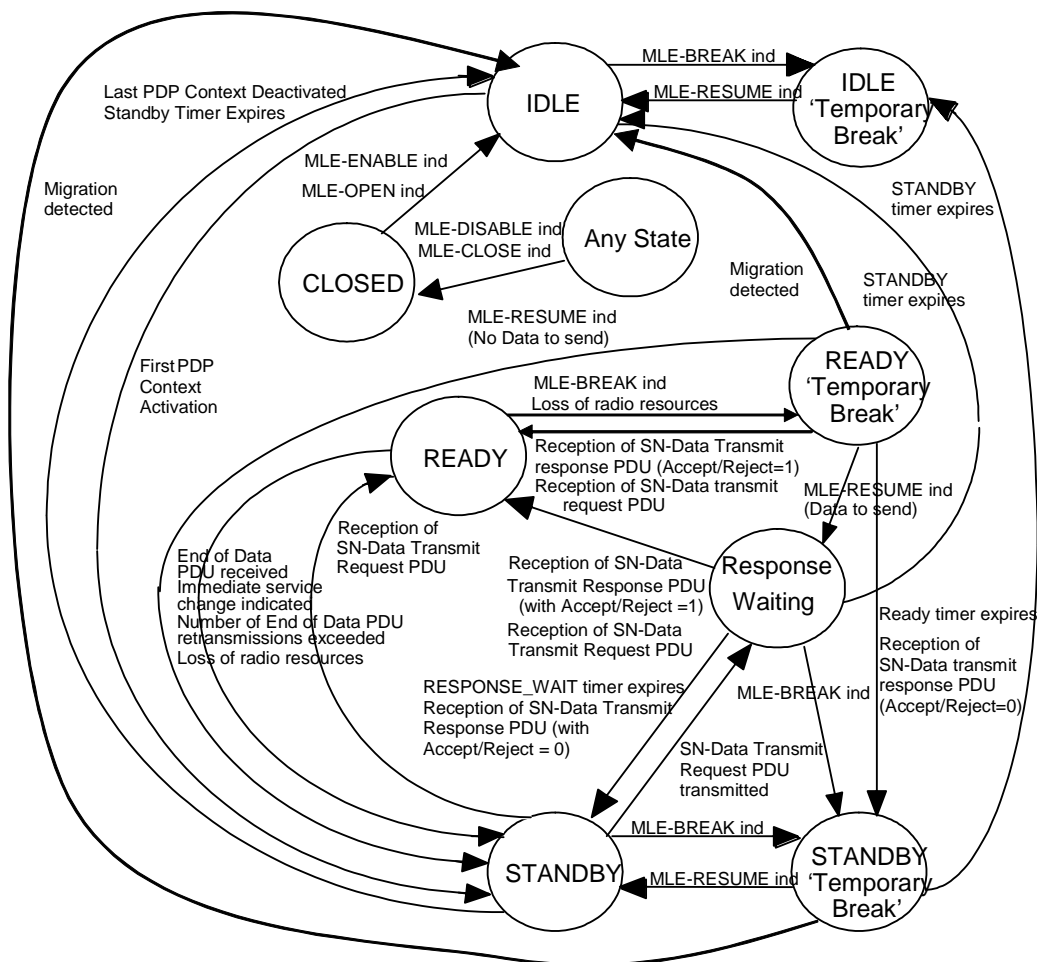 MLE-BREAK ind
IDLE
MLE-RESUME ind
IDLE
‘Temporary
Break’
Last PDP Context Deactivated
Standby Timer Expires
MLE-ENABLE ind
MLE-OPEN ind
Migration
detected
STANDBY
timer expires
MLE-DISABLE ind
MLE-CLOSE ind
Any State
CLOSED
Migration
detected
STANDBY
timer expires
MLE-RESUME ind
(No Data to send)
READY
‘Temporary
Break’
First PDP
Context
Activation
MLE-BREAK ind
Loss of radio resources
READY
Reception of SN-Data Transmit
response PDU (Accept/Reject=1)
Reception of SN-Data transmit
request PDU
MLE-RESUME ind
(Data to send)
Reception of
SN-Data Transmit
Request PDU
End of Data
PDU received
Immediate service
change indicated
Number of End of Data PDU
retransmissions exceeded
Loss of radio resources
Reception of SN-Data
Transmit Response PDU
(with Accept/Reject =1)
Reception of SN-Data
Transmit Request PDU
Response
Waiting
Ready timer expires
Reception of
SN-Data transmit
response PDU
(Accept/Reject=0)
RESPONSE_WAIT timer expires
Reception of SN-Data Transmit
Response PDU (with
Accept/Reject = 0)
MLE-BREAK ind
SN-Data Transmit
Request PDU
transmitted
MLE-BREAK ind
STANDBY
MLE-RESUME ind
STANDBY
‘Temporary
Break’